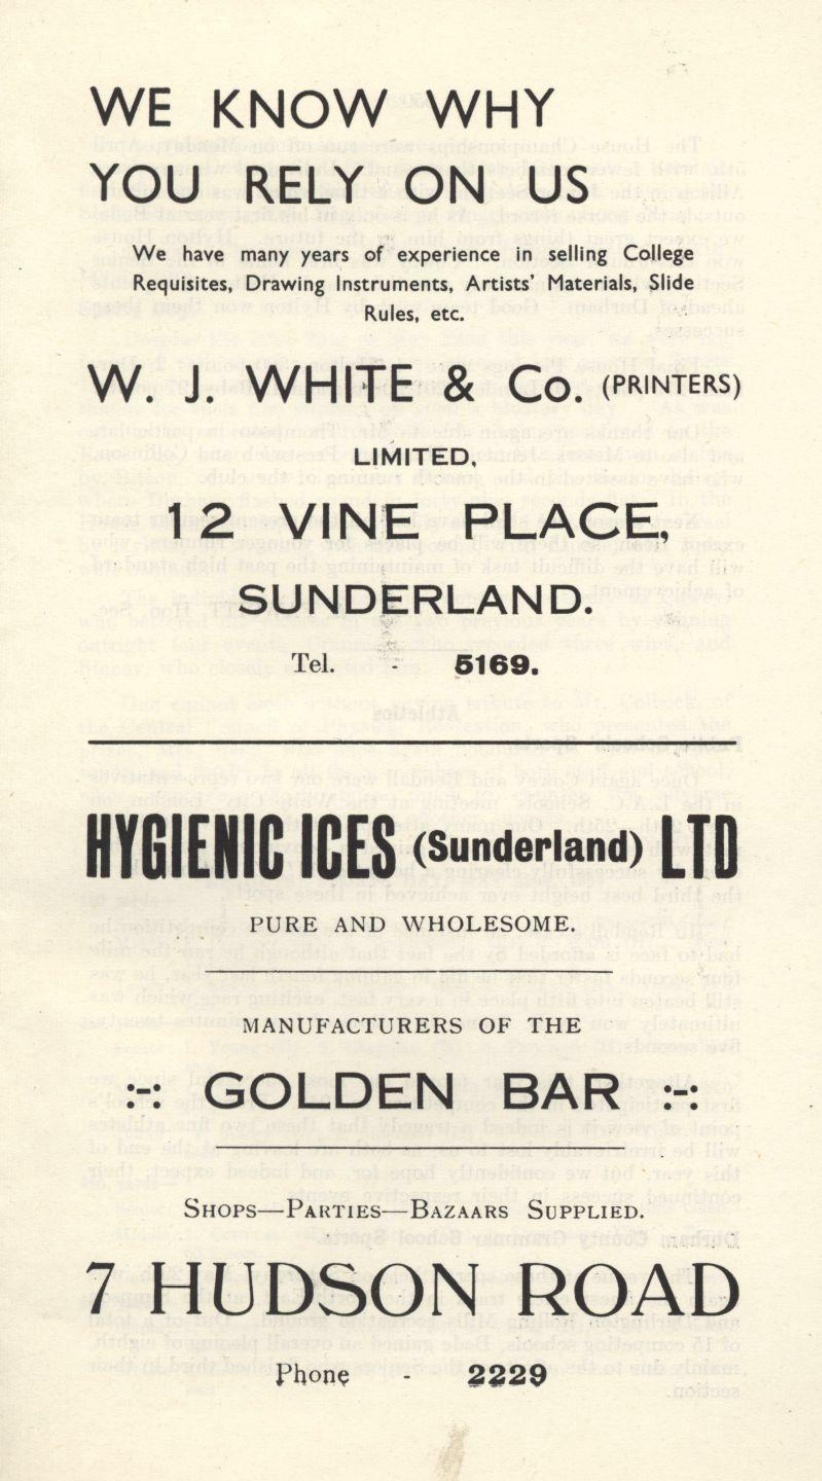 WE KNOW WHY
YOU RELY ON US
We have many years of experience in selling College
Requisites, Drawing Instruments, Artists' Materials, Slide
Rules, etc.
W. J. WHITE & Co. (PRINTERS)
LIMITED,
12 VINE PLACE,
SUNDERLAND.
Tel. - 5169.
HYGIENIC ICES (Sunderland) LTD
PURE AND WHOLESOME.
MANUFACTURERS OF THE
:-: GOLDEN BAR :-:
SHOPS—PARTIES—BAZAARS SUPPLIED.
7 HUDSON ROAD
Phone - 2229